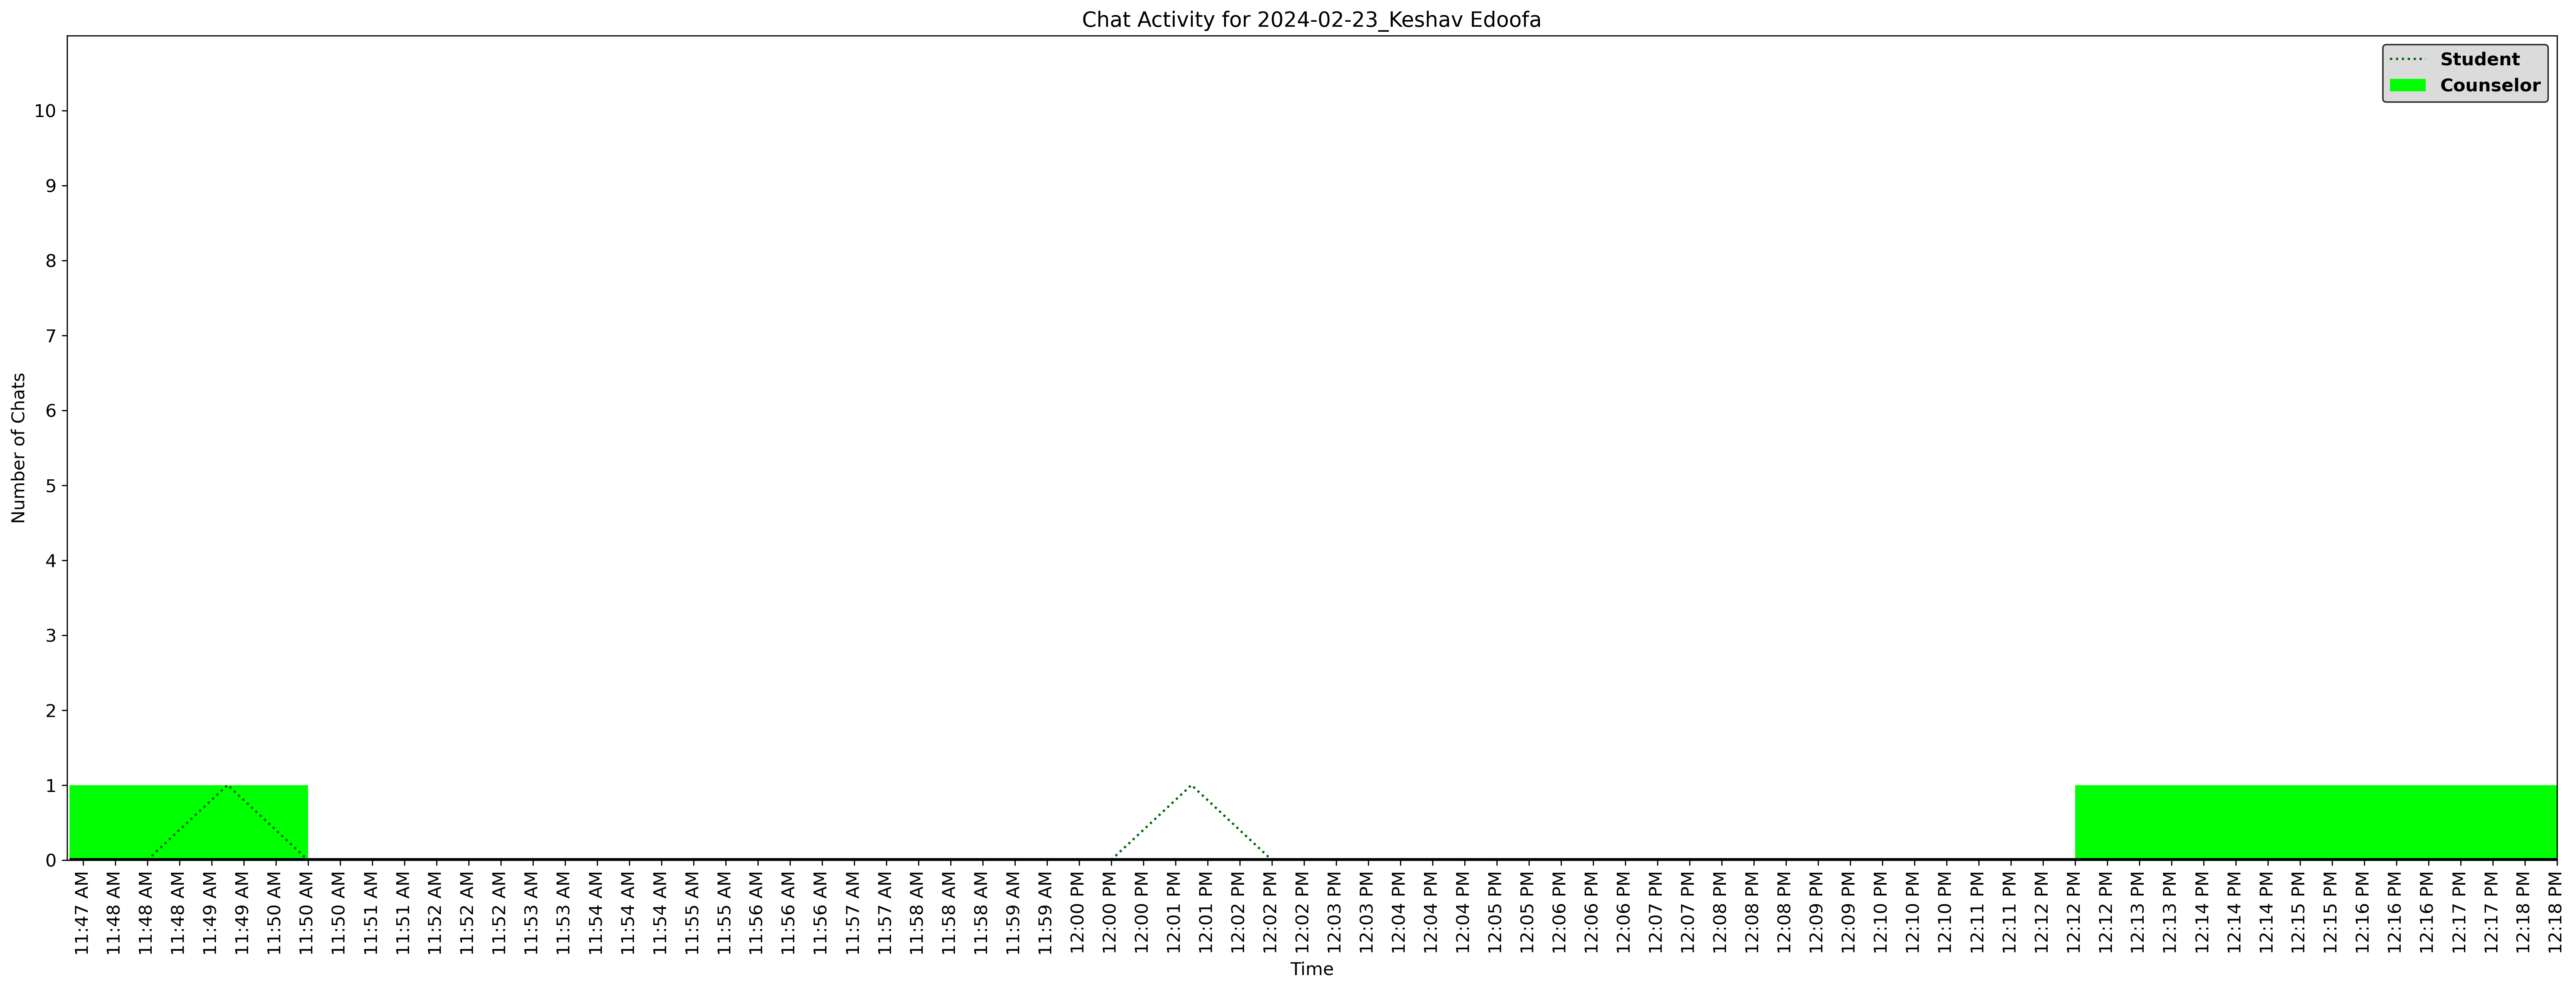 Chat Activity for 2024-02-23_Keshav Edoofa
Student
Counselor
Number of Chats
10
9
8
7
6
5
4
3
2
1
0
11:47 AM
11:48 AM
11:48 AM
11:48 AM
11:49 AM
11:49 AM
11:50 AM
11:50 AM
11:50 AM
11:51 AM
11:51 AM
11:52 AM
11:52 AM
11:52 AM
11:53 AM
11:53 AM
11:54 AM
11:54 AM
11:54 AM
11:55 AM
11:55 AM
11:56 AM
11:56 AM
11:56 AM
11:57 AM
11:57 AM
11:58 AM
11:58 AM
11:58 AM
11:59 AM
11:59 AM
12:00 PM
12:00 PM
12:00 PM
12:01 PM
12:01 PM
12:02 PM
12:02 PM
12:02 PM
12:03 PM
12:03 PM
12:04 PM
12:04 PM
12:04 PM
12:05 PM
12:05 PM
12:06 PM
12:06 PM
12:06 PM
12:07 PM
12:07 PM
12:08 PM
12:08 PM
12:08 PM
12:09 PM
12:09 PM
12:10 PM
12:10 PM
12:10 PM
12:11 PM
12:11 PM
12:12 PM
12:12 PM
12:12 PM
12:13 PM
12:13 PM
12:14 PM
12:14 PM
12:14 PM
12:15 PM
12:15 PM
12:16 PM
12:16 PM
12:16 PM
12:17 PM
12:17 PM
12:18 PM
12:18 PM
Time